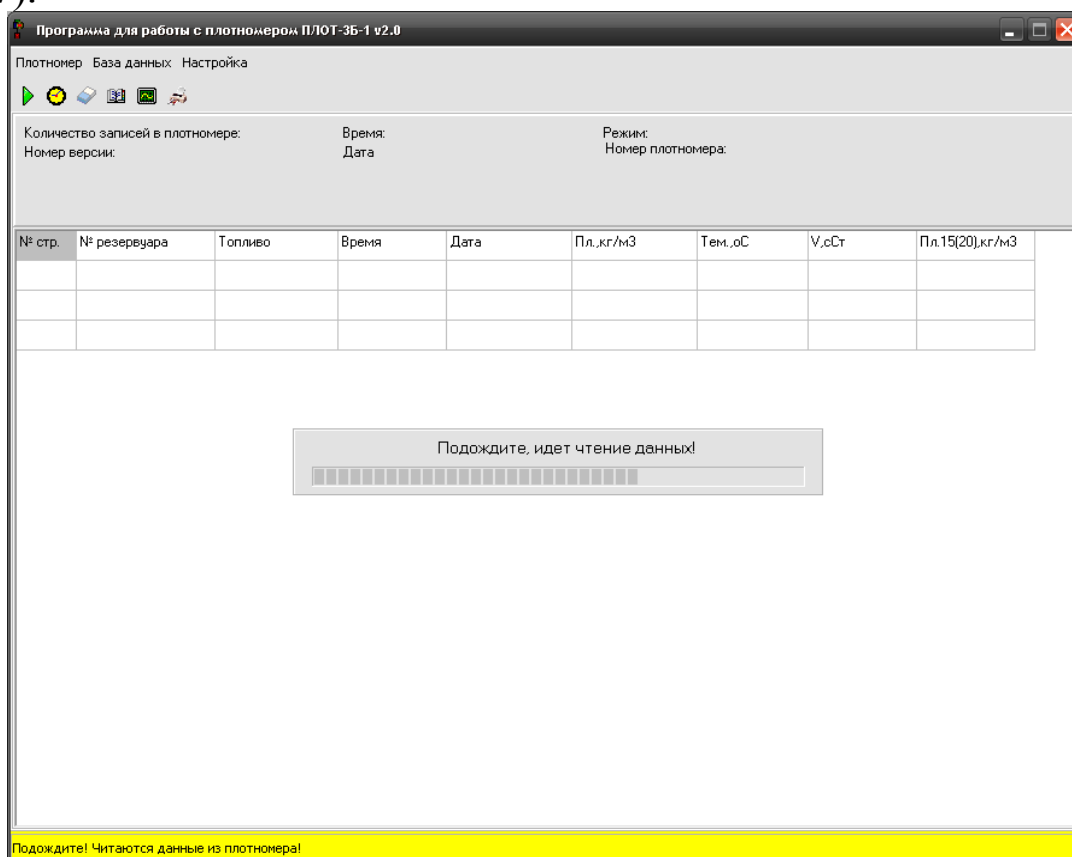 ).
Программа для работы с плотномером ПЛОТ-3Б-1 v2.0
Плотномер База данных Настройка
Количество записей в плотномере: Время: Режим:
Номер версии: Дата Номер плотномера:
№ стр. № резервуара Топливо Время Дата Пл.,кг/м3 Тем.,оС V,сСт Пл.15(20),кг/м3
Подождите, идет чтение данных!
Подождите! Читаются данные из плотномера!